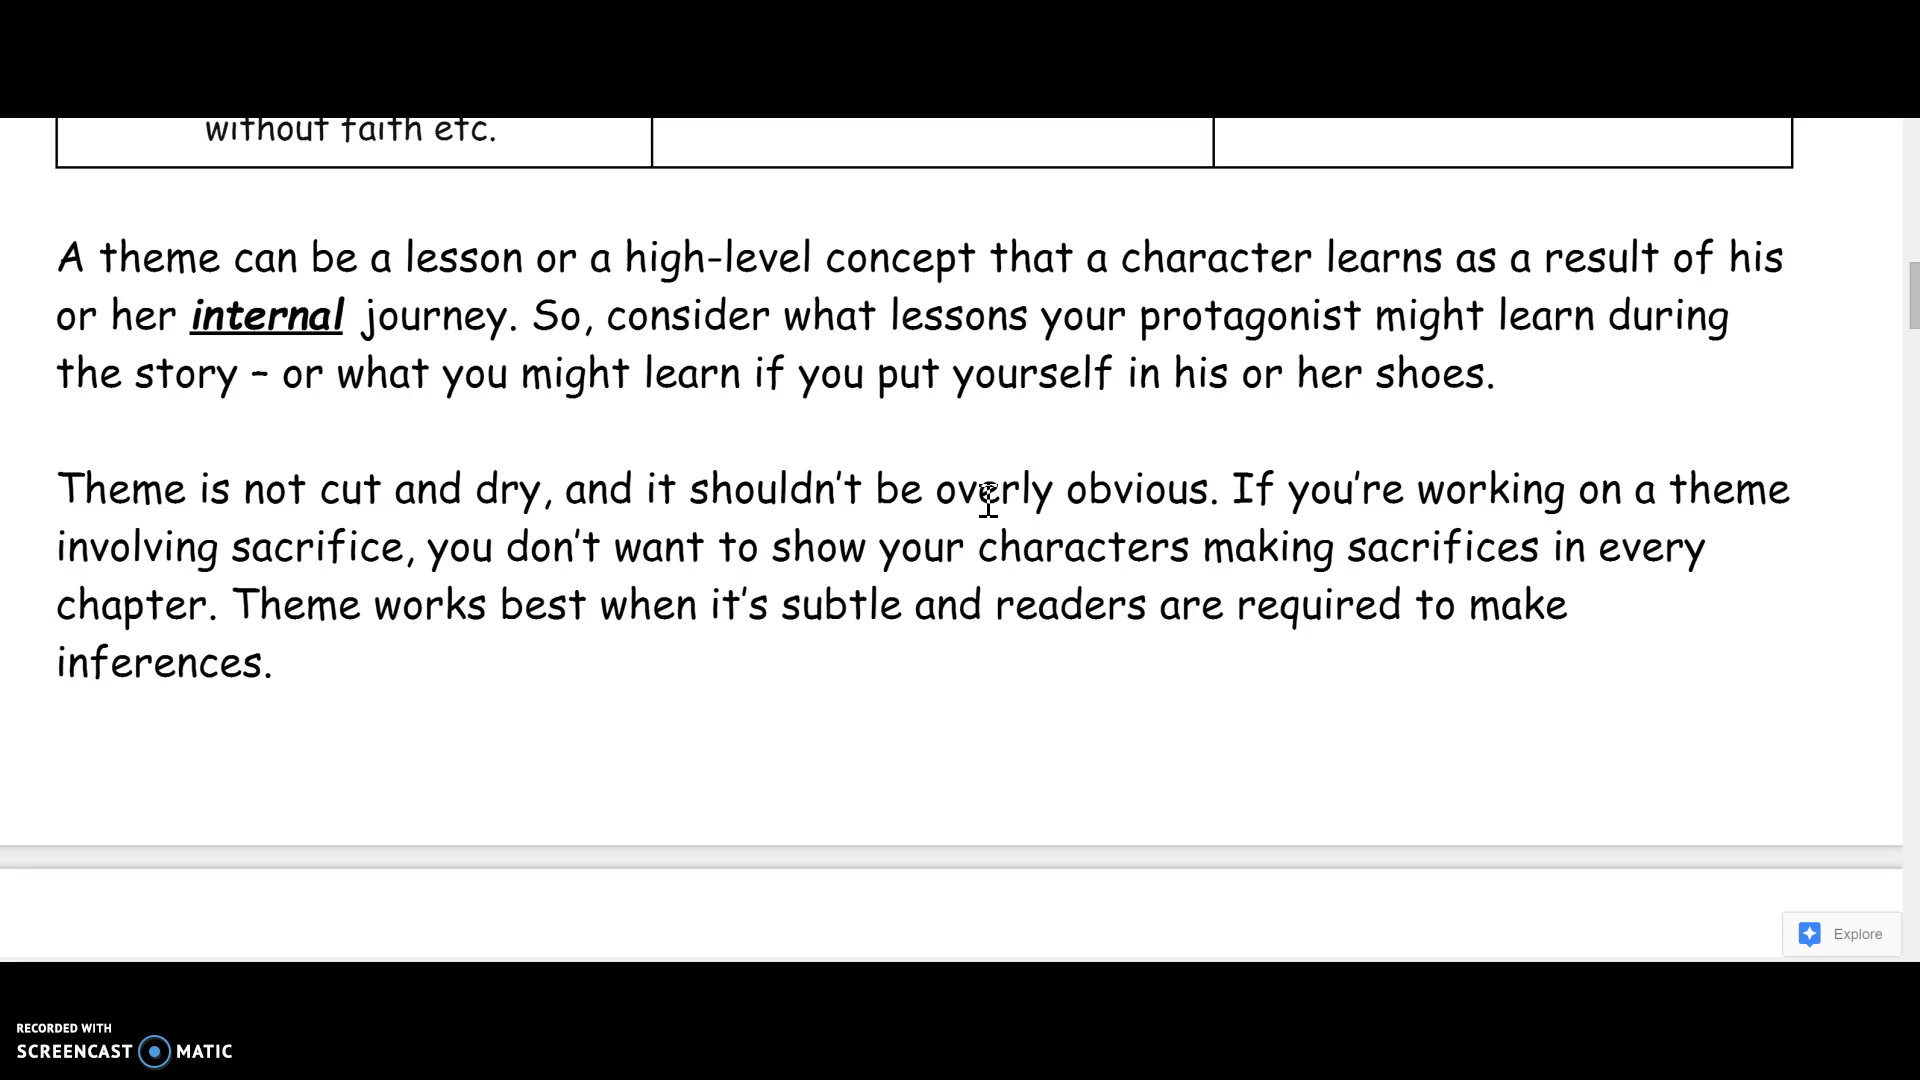 without faith etc.
A theme can be a lesson or a high-level concept that a character learns as a result of his
or her internal journey. So, consider what lessons your protagonist might learn during
the story – or what you might learn if you put yourself in his or her shoes.
Theme is not cut and dry, and it shouldn’t be overly obvious. If you’re working on a theme
involving sacrifice, you don’t want to show your characters making sacrifices in every
chapter. Theme works best when it’s subtle and readers are required to make
inferences.
Explore
RECORDED WITH
SCREENCAST MATIC